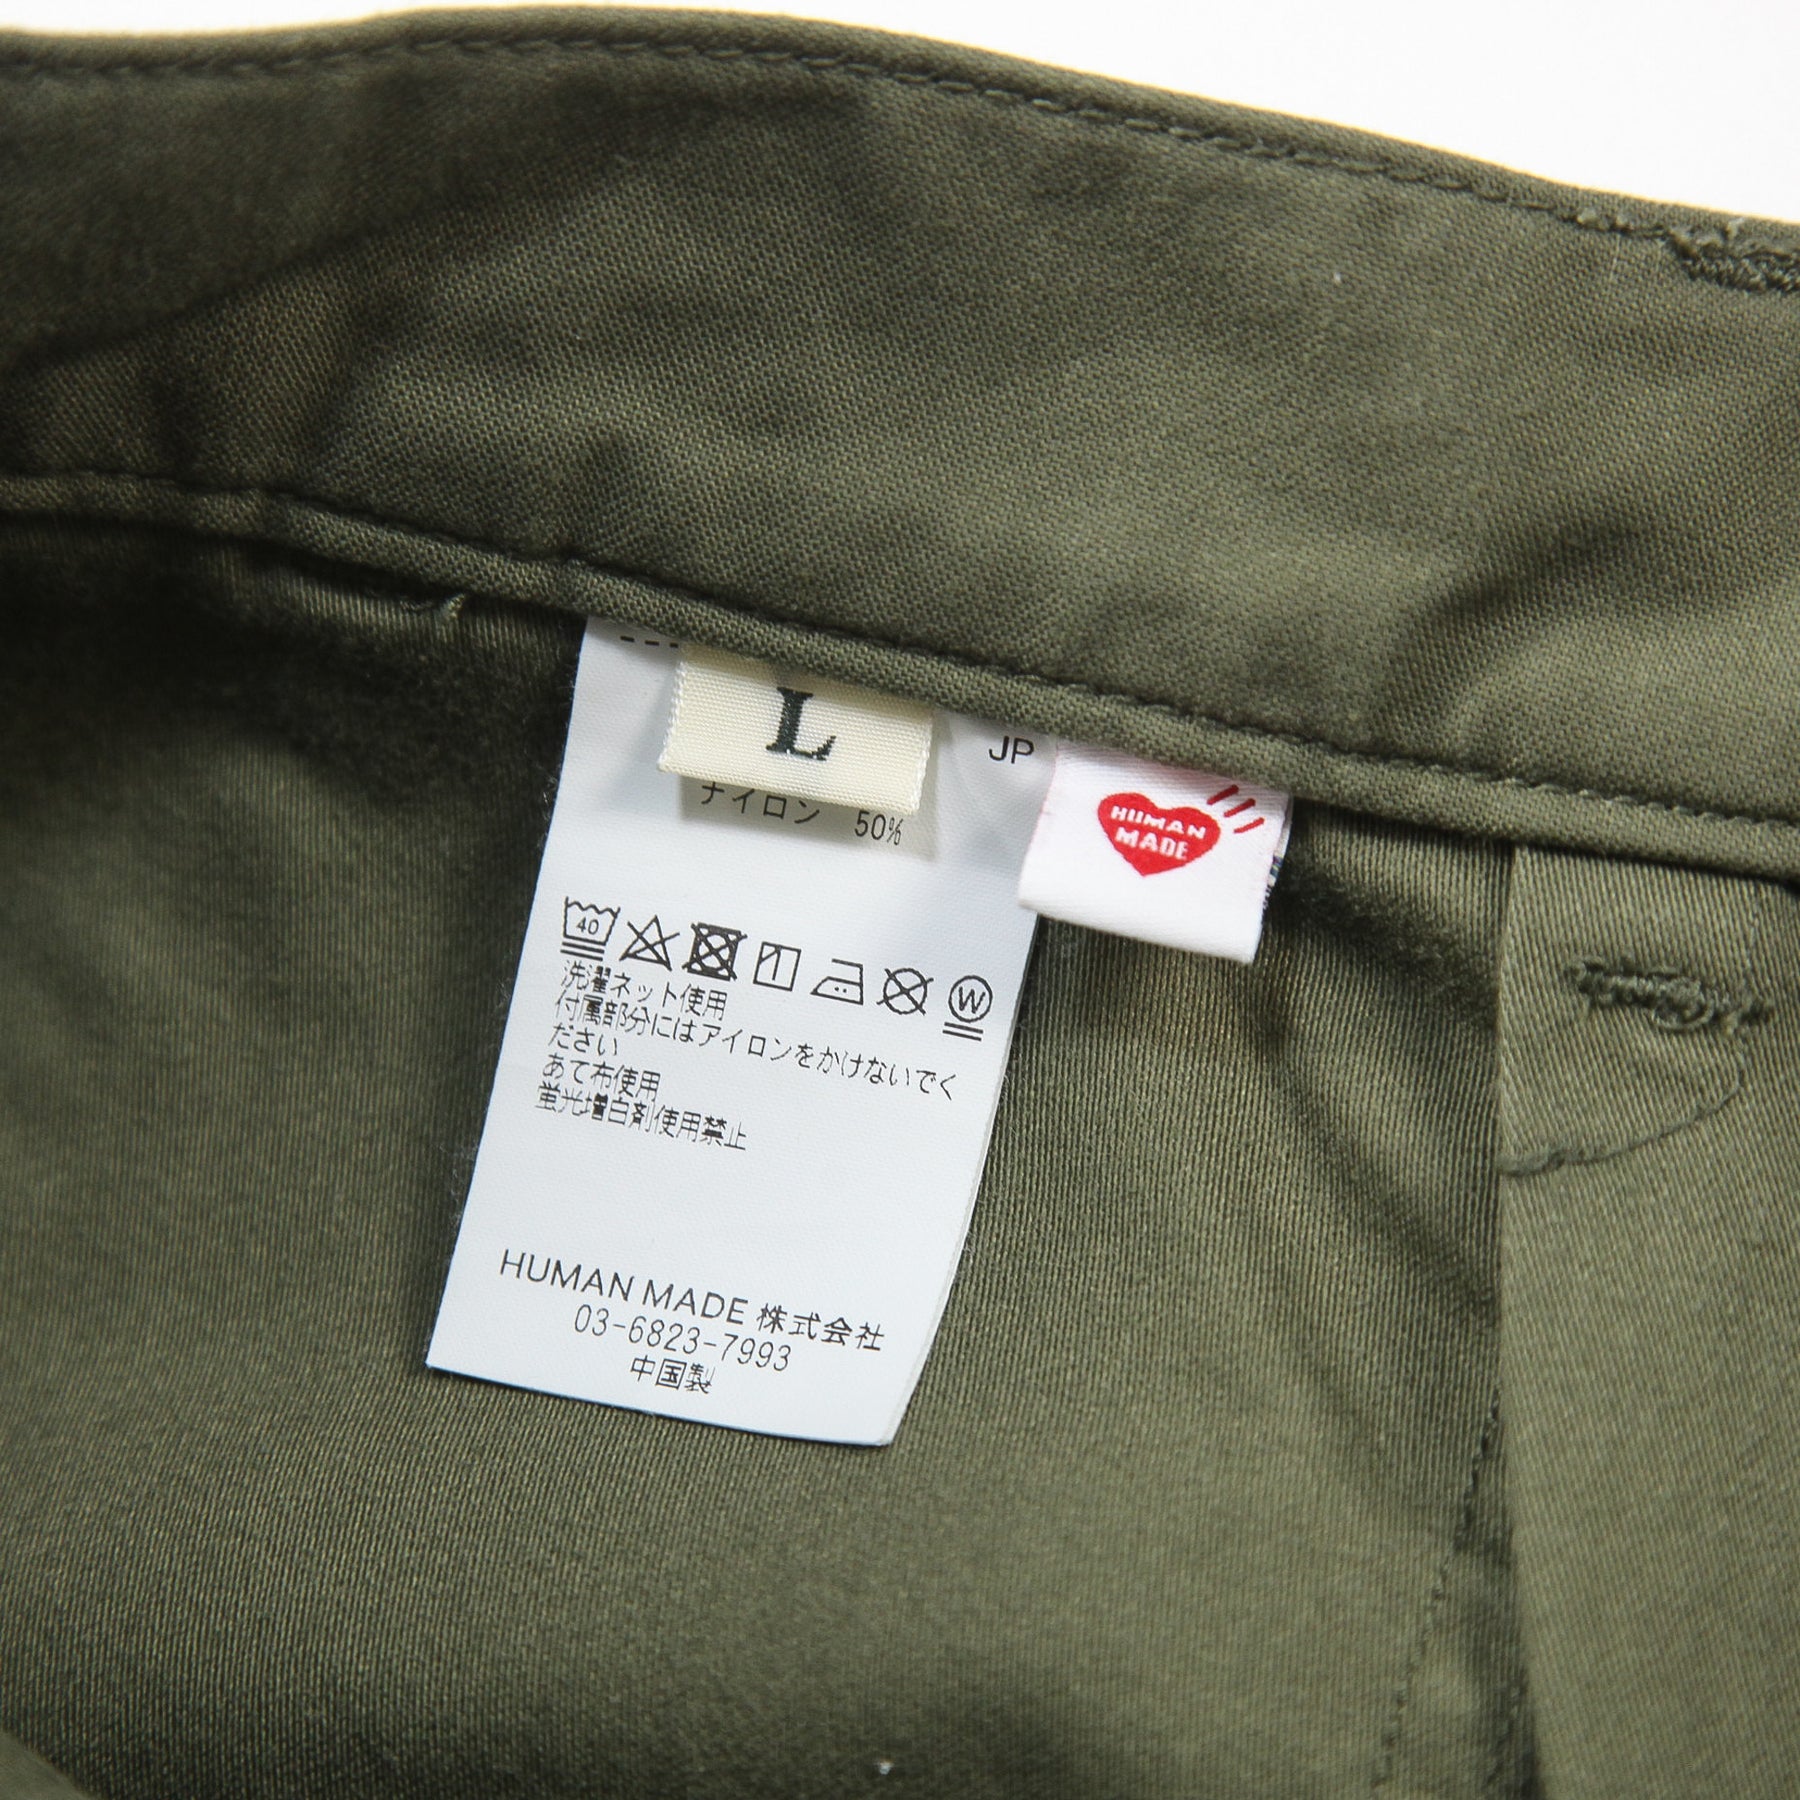 L
JP
ナイロン 50%
HUMAN
MADE
40
W
洗濯ネット使用
付属部分にはアイロンをかけないでく
ださい
あて布使用
蛍光増白剤使用禁止
HUMAN MADE 株式会社
03-6823-7993
中国製